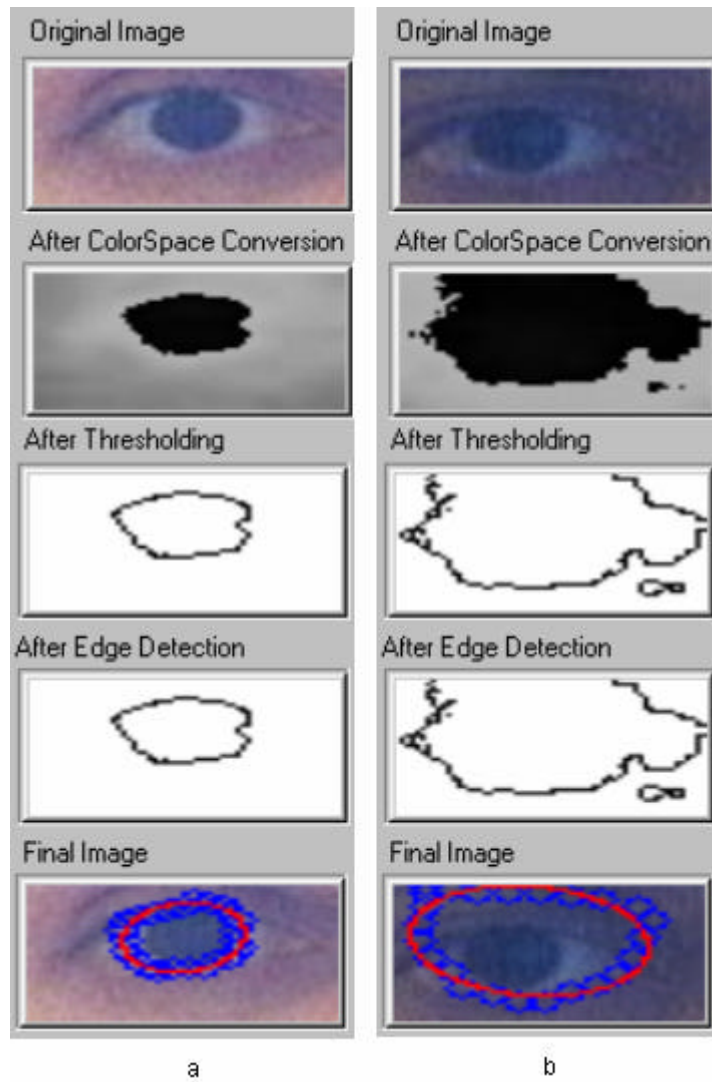 Original Image
Original Image
After ColorSpace Conversion
After ColorSpace Conversion
After Thresholding
After Thresholding
After Edge Detection
After Edge Detection
Final Image
Final Image
a
b